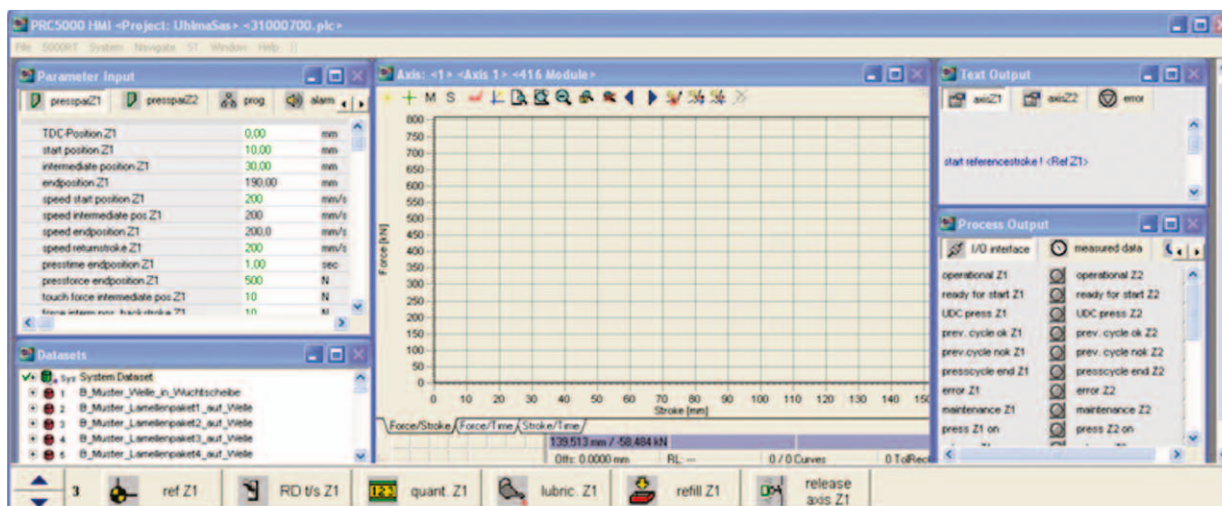 PRC5000 HMI <Project: UhlmaSas> <31000700.plc>
File 5000RT System Navigate ST Window Help ||
Parameter Input
presspaiZ1 presspaiZ2 prog. alarm
TDC-Position Z1 0,00 mm
start position Z1 10,00 mm
intermediate position Z1 30,00 mm
endposition Z1 190,00 mm
speed start position Z1 200 mm/s
speed intermediate pos Z1 200 mm/s
speed endposition Z1 200,0 mm/s
speed returnstroke Z1 200 mm/s
presstime endposition Z1 1,00 sec
pressforce endposition Z1 500 N
touch force intermediate pos Z1 10 N
force interm pos. backstroke Z1 10 N
Datasets
Sys System Dataset
1 B_Muster_Welle_in_Wuchtscheibe
2 B_Muster_Lamellenpaket1_auf_Welle
3 B_Muster_Lamellenpaket2_auf_Welle
4 B_Muster_Lamellenpaket3_auf_Welle
5 B_Muster_Lamellenpaket4_auf_Welle
Axis: <1> <Axis 1> <416 Module>
M S
800
750
700
650
600
550
500
450
400
350
300
250
200
150
100
50
0
Force [kN]
0 10 20 30 40 50 60 70 80 90 100 110 120 130 140 150
Stroke [mm]
Force/Stroke Force/Time Stroke/Time
139,513 mm / -58,484 kN
Offs: 0.0000 mm RL: --- 0 / 0 Curves 0 TolRect
Text Output
axisZ1 axisZ2 error
start referencestroke ! <Ref Z1>
Process Output
I/O interface measured data
operational Z1 operational Z2
ready for start Z1 ready for start Z2
UDC press Z1 UDC press Z2
prev. cycle ok Z1 prev. cycle ok Z2
prev.cycle nok Z1 prev. cycle nok Z2
presscycle end Z1 presscycle end Z2
error Z1 error Z2
maintenance Z1 maintenance Z2
press Z1 on press Z2 on
3 ref Z1 RD t/s Z1 123 quant. Z1 lubric. Z1 refill Z1 release
axis Z1